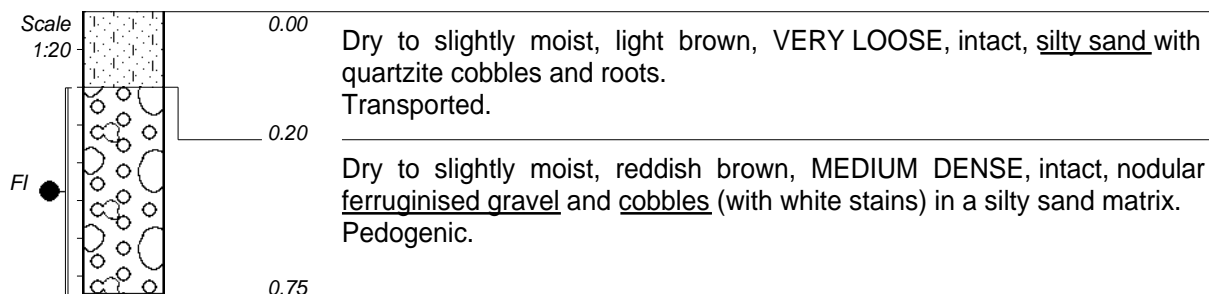 Scale
1:20
0.00
Dry to slightly moist, light brown, VERY LOOSE, intact, silty sand with
quartzite cobbles and roots.
Transported.
0.20
Dry to slightly moist, reddish brown, MEDIUM DENSE, intact, nodular
ferruginised gravel and cobbles (with white stains) in a silty sand matrix.
Pedogenic.
FI
0.75